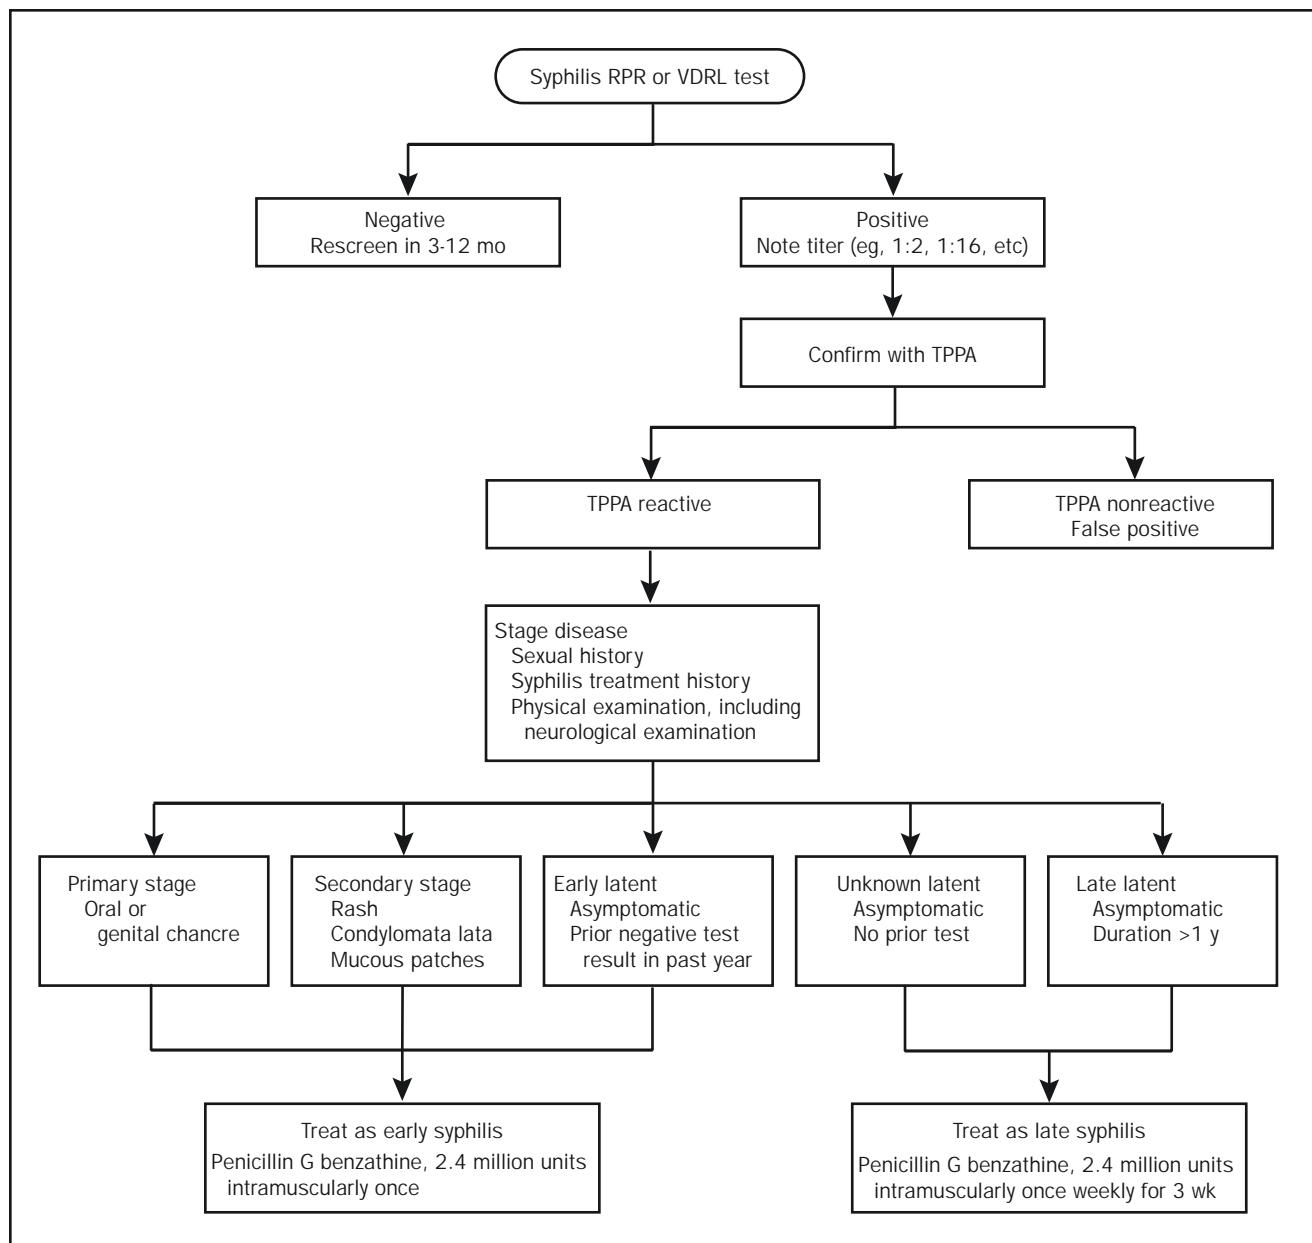 Syphilis RPR or VDRL test
Negative
Rescreen in 3-12 mo
Positive
Note titer (eg, 1:2, 1:16, etc)
Confirm with TPPA
TPPA reactive
TPPA nonreactive
False positive
Stage disease
Sexual history
Syphilis treatment history
Physical examination, including
neurological examination
Primary stage
Oral or
genital chancre
Secondary stage
Rash
Condylomata lata
Mucous patches
Early latent
Asymptomatic
Prior negative test
result in past year
Unknown latent
Asymptomatic
No prior test
Late latent
Asymptomatic
Duration >1 y
Treat as early syphilis
Penicillin G benzathine, 2.4 million units
intramuscularly once
Treat as late syphilis
Penicillin G benzathine, 2.4 million units
intramuscularly once weekly for 3 wk